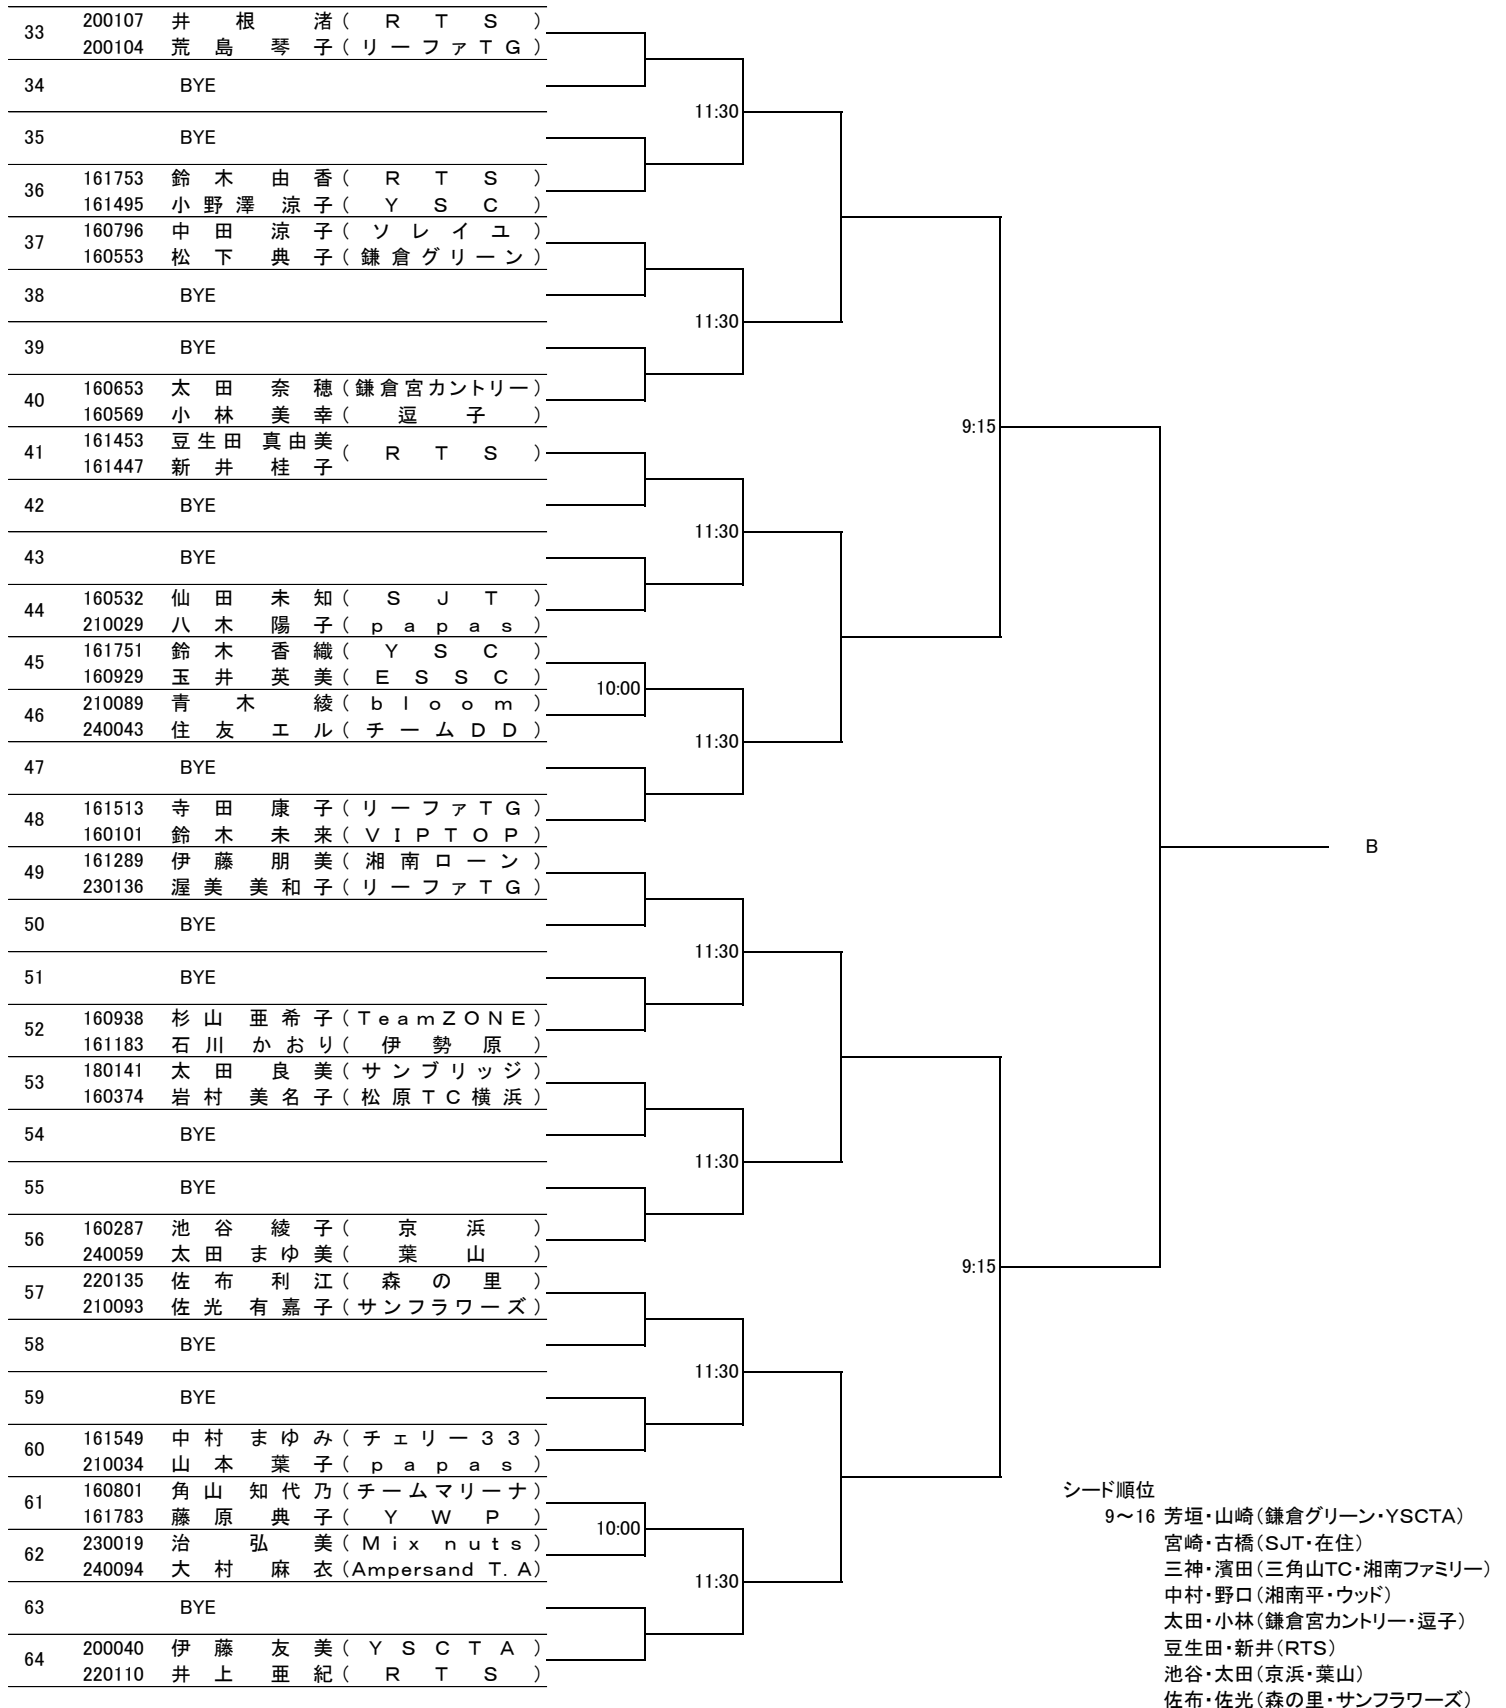 33 200107 井根 渚(RTS)
200104 荒島琴子(リーファTG)
34 BYE
11:30
35 BYE
36 161753 鈴木由香(RTS)
161495 小野澤涼子(YSC)
37 160796 中田涼子(ソレイユ)
160553 松下典子(鎌倉グリーン)
38 BYE
11:30
39 BYE
40 160653 太田奈穂(鎌倉宮カントリー)
160569 小林美幸(逗子)
9:15
41 161453 豆生田真由美
161447 新井桂子(RTS)
42 BYE
11:30
43 BYE
44 160532 仙田未知(SJT)
210029 八木陽子(papas)
45 161751 鈴木香織(YSC)
160929 玉井英美(ESSC)
10:00
46 210089 青木 綾(bloom)
240043 住友エル(チームDD)
11:30
47 BYE
48 161513 寺田康子(リーファTG)
160101 鈴木未来(VIPTOP)
B
49 161289 伊藤朋美(湘南ローン)
230136 渥美美和子(リーファTG)
50 BYE
11:30
51 BYE
52 160938 杉山亜希子(TeamZONE)
161183 石川かおり(伊勢原)
53 180141 太田良美(サンブリッジ)
160374 岩村美名子(松原TC横浜)
54 BYE
11:30
55 BYE
56 160287 池谷綾子(京浜)
240059 太田まゆ美(葉山)
9:15
57 220135 佐布利江(森の里)
210093 佐光有嘉子(サンフラワーズ)
58 BYE
11:30
59 BYE
60 161549 中村まゆみ(チェリー33)
210034 山本葉子(papas)
61 160801 角山知代乃(チームマリーナ)
161783 藤原典子(YWP)
10:00
62 230019 治 弘美(Mix nuts)
240094 大村麻衣(Ampersand T.A)
11:30
63 BYE
64 200040 伊藤友美(YSCTA)
220110 井上亜紀(RTS)
シード順位
9~16 芳垣・山崎(鎌倉グリーン・YSCTA)
宮崎・古橋(SJT・在住)
三神・濱田(三角山TC・湘南ファミリー)
中村・野口(湘南平・ウッド)
太田・小林(鎌倉宮カントリー・逗子)
豆生田・新井(RTS)
池谷・太田(京浜・葉山)
佐布・佐光(森の里・サンフラワーズ)